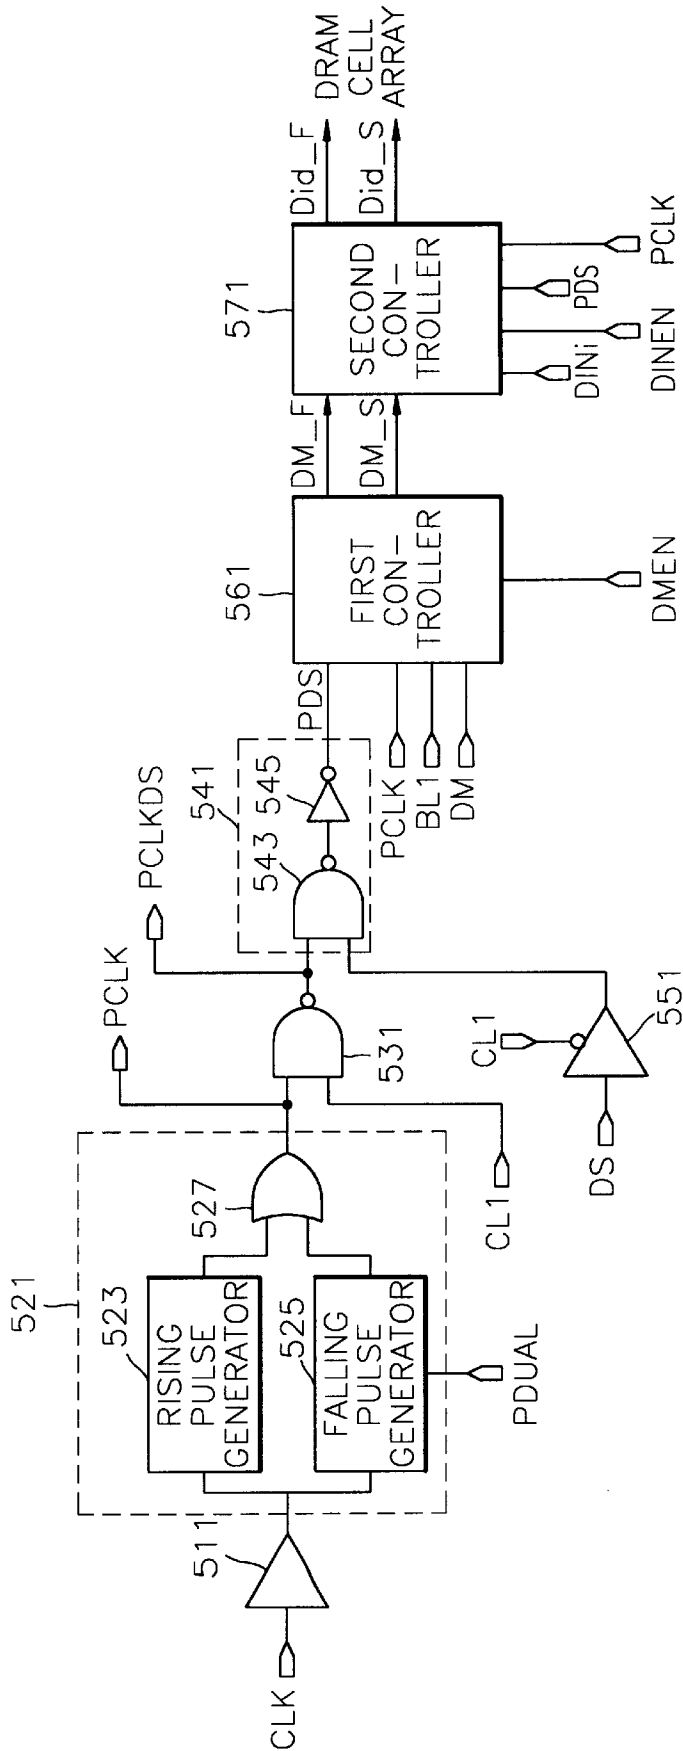 CLK
511
521
523
RISING
PULSE
GENERATOR
525
FALLING
PULSE
GENERATOR
PDUAL
527
PCLK
CL1
531
PCLKDS
DS
CL1
551
541
543
545
PDS
PCLK
BL1
DM
561
FIRST
CON-
TROLLER
DMEN
DM_F
DM_S
571
SECOND
CON-
TROLLER
DINi
DINEN
PDS
PCLK
Did_F
Did_S
DRAM
CELL
ARRAY